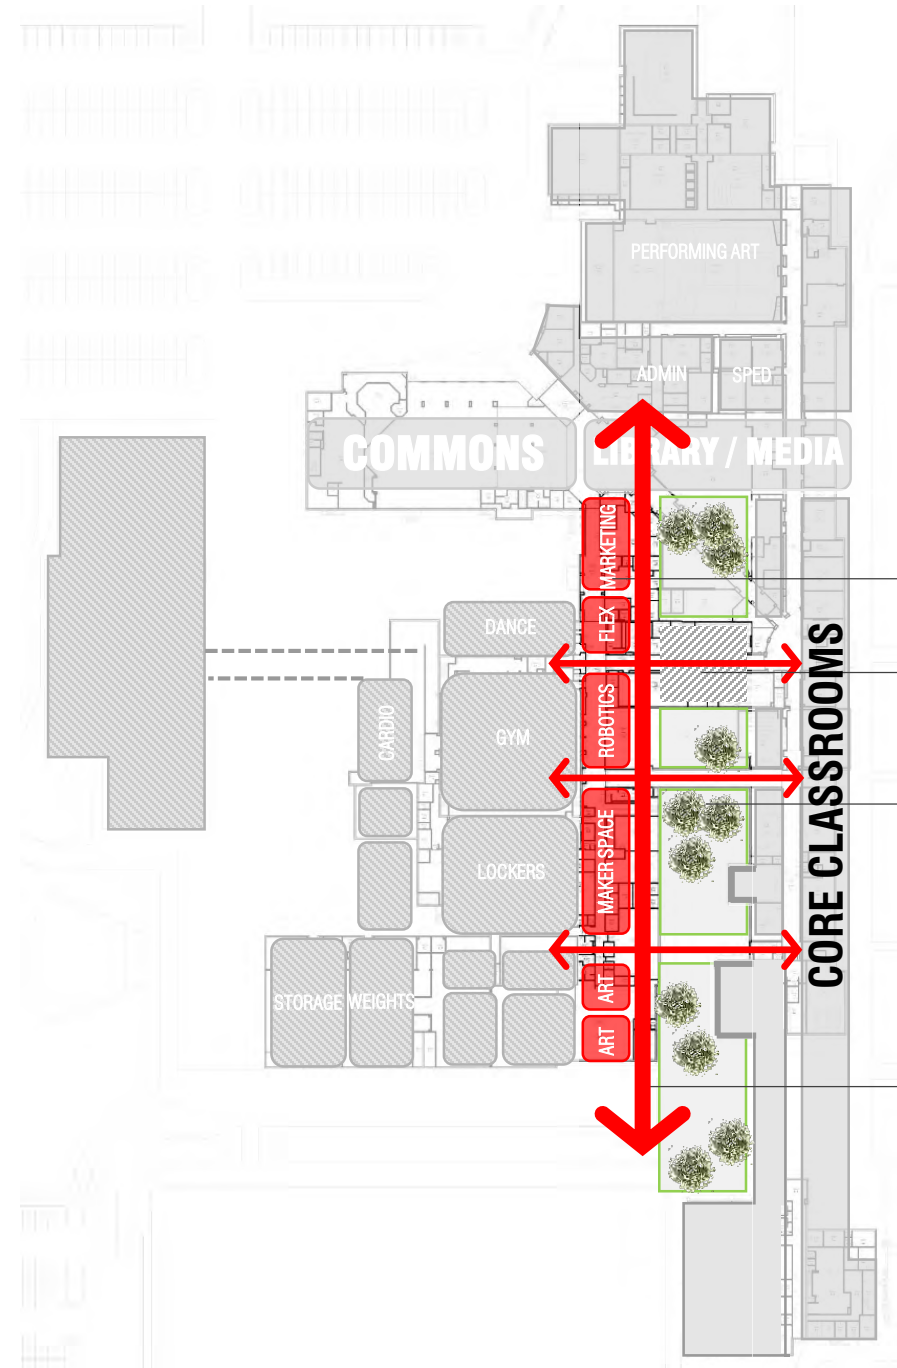 PERFORMING ART
ADMIN
SPED
COMMONS
LIBRARY / MEDIA
MARKETING
FLEX
DANCE
ROBOTICS
CARDIO
GYM
CORE CLASSROOMS
MAKER SPACE
LOCKERS
STORAGE
WEIGHTS
ART
ART